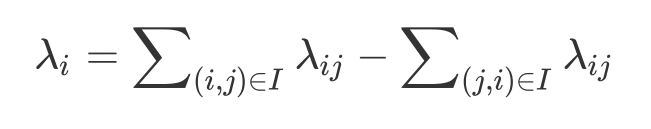 λ_i = ∑_{(i,j)∈I} λ_{ij} − ∑_{(j,i)∈I} λ_{ij}